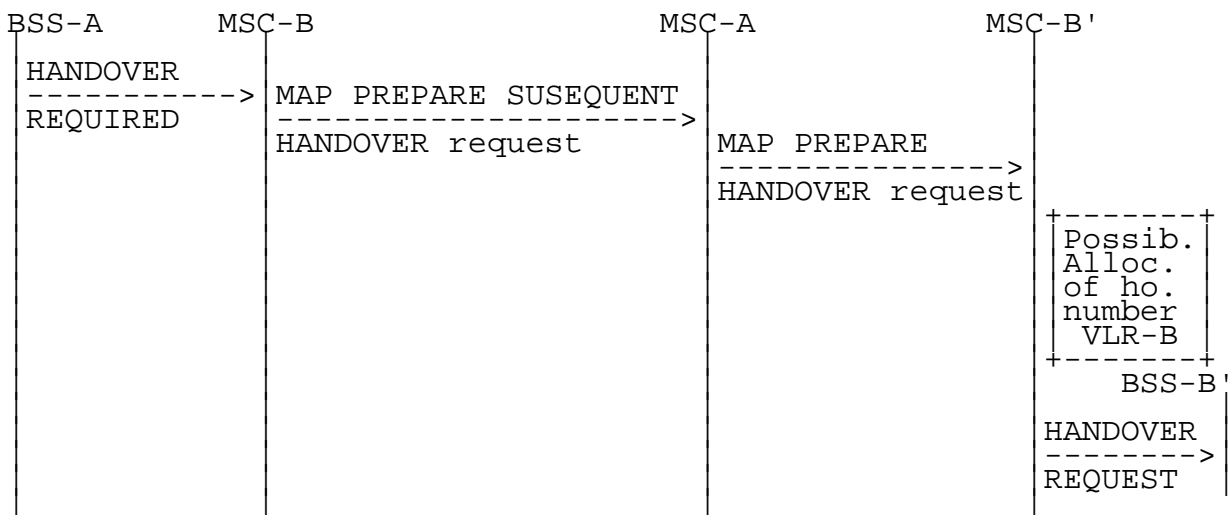 BSS-A MSC-B MSC-A MSC-B'
HANDOVER
REQUIRED
MAP PREPARE SUSEQUENT
HANDOVER request
MAP PREPARE
HANDOVER request
Possib.
Alloc.
of ho.
number
VLR-B
BSS-B'
HANDOVER
REQUEST